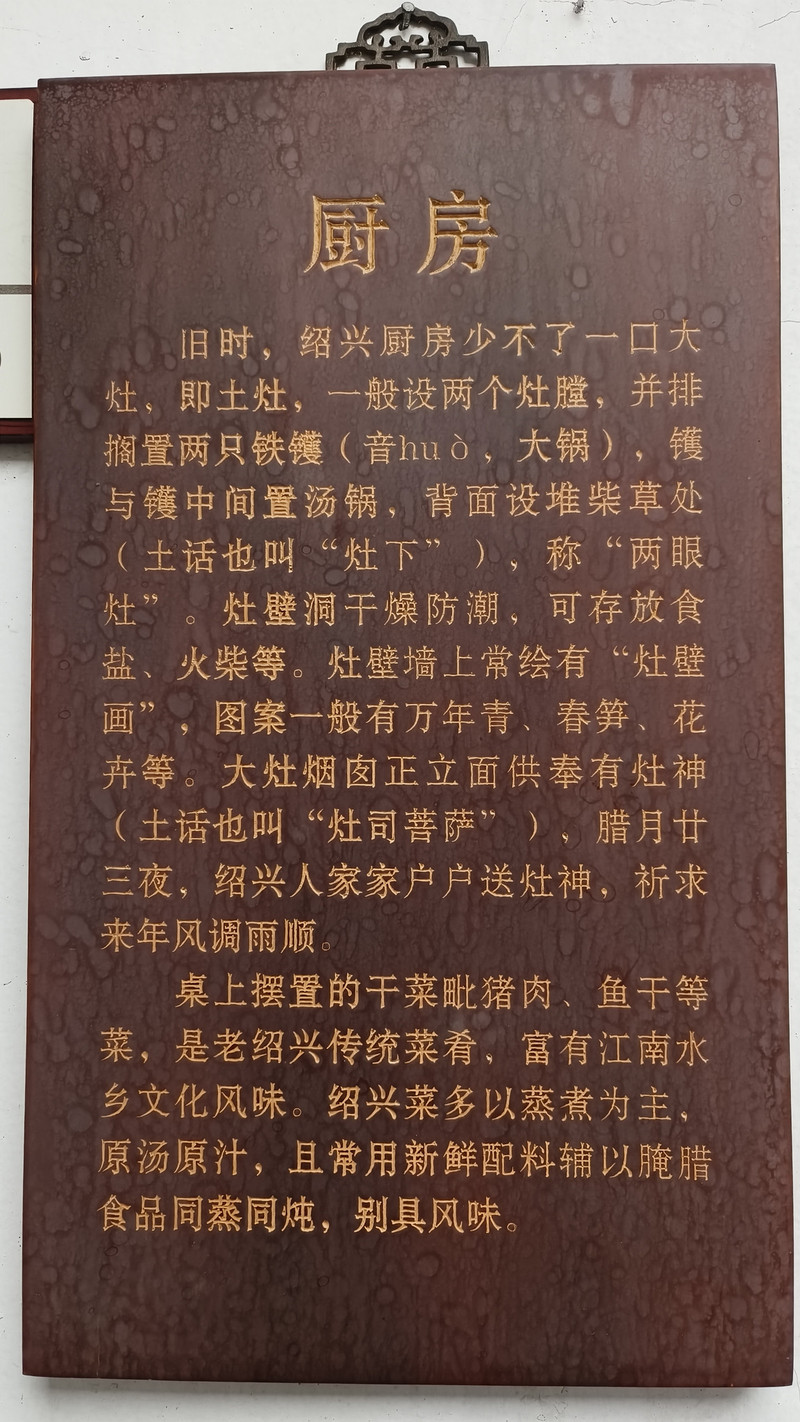 厨房
旧时，绍兴厨房少不了一口大
灶，即土灶，一般设两个灶膛，并排
搁置两只铁镬（音huò，大锅），镬
与镬中间置汤锅，背面设堆柴草处
（土话也叫“灶下”），称“两眼
灶”。灶壁洞干燥防潮，可存放食
盐、火柴等。灶壁墙上常绘有“灶壁
画”，图案一般有万年青、春笋、花
卉等。大灶烟囱正立面供奉有灶神
（土话也叫“灶司菩萨”），腊月廿
三夜，绍兴人家家户户送灶神，祈求
来年风调雨顺。
桌上摆置的干菜毗猪肉、鱼干等
菜，是老绍兴传统菜肴，富有江南水
乡文化风味。绍兴菜多以蒸煮为主，
原汤原汁，且常用新鲜配料辅以腌腊
食品同蒸同炖，别具风味。